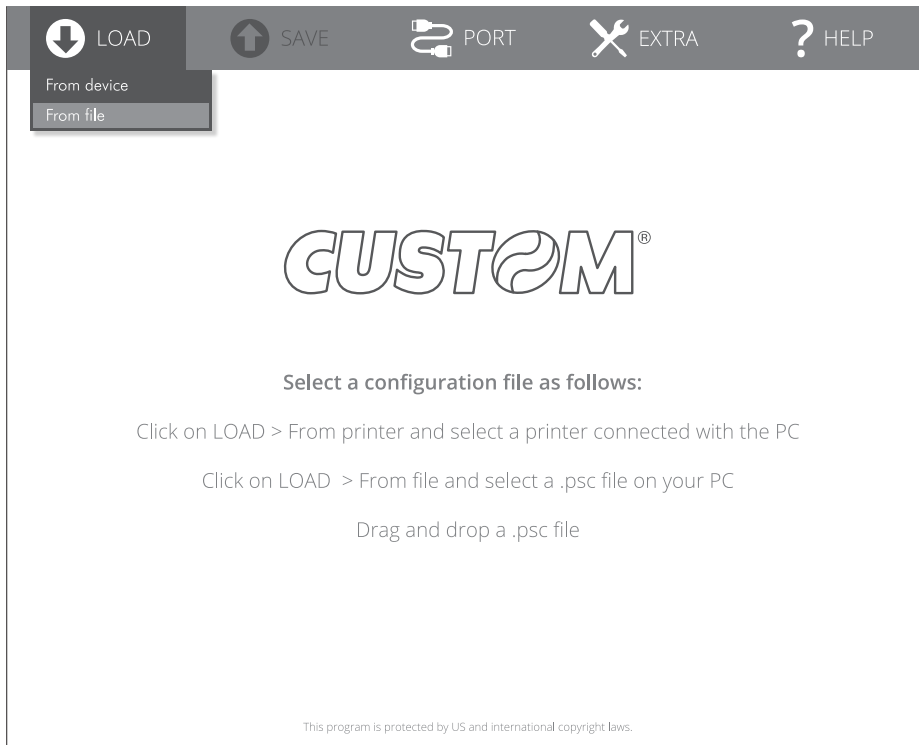 LOAD SAVE PORT EXTRA ? HELP
From device
From file
CUSTOM®
Select a configuration file as follows:
Click on LOAD > From printer and select a printer connected with the PC
Click on LOAD > From file and select a .psc file on your PC
Drag and drop a .psc file
This program is protected by US and international copyright laws.